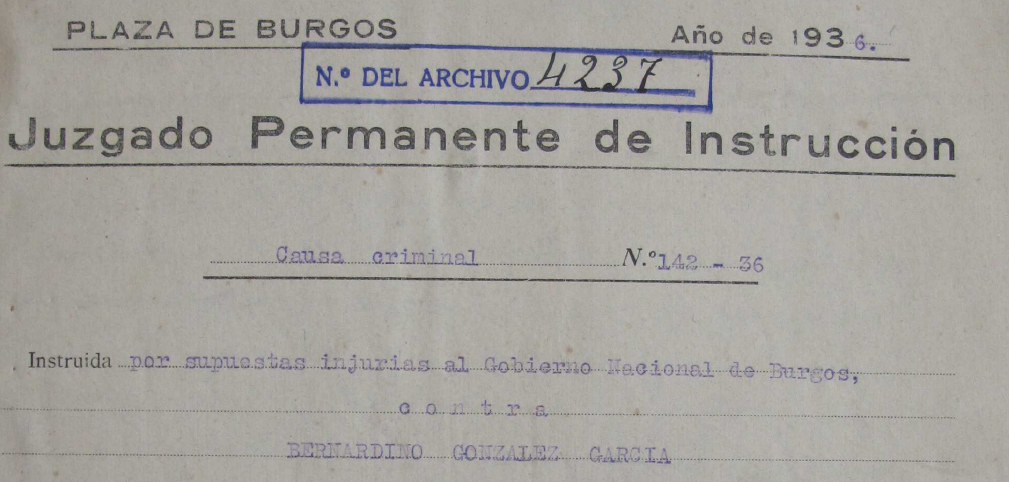 PLAZA DE BURGOS Año de 1936.
N.º DEL ARCHIVO 4237
Juzgado Permanente de Instrucción
Causa criminal N.º 142 - 36
Instruida por supuestas injurias al Gobierno Nacional de Burgos,
contra
BERNARDINO GONZALEZ GARCIA